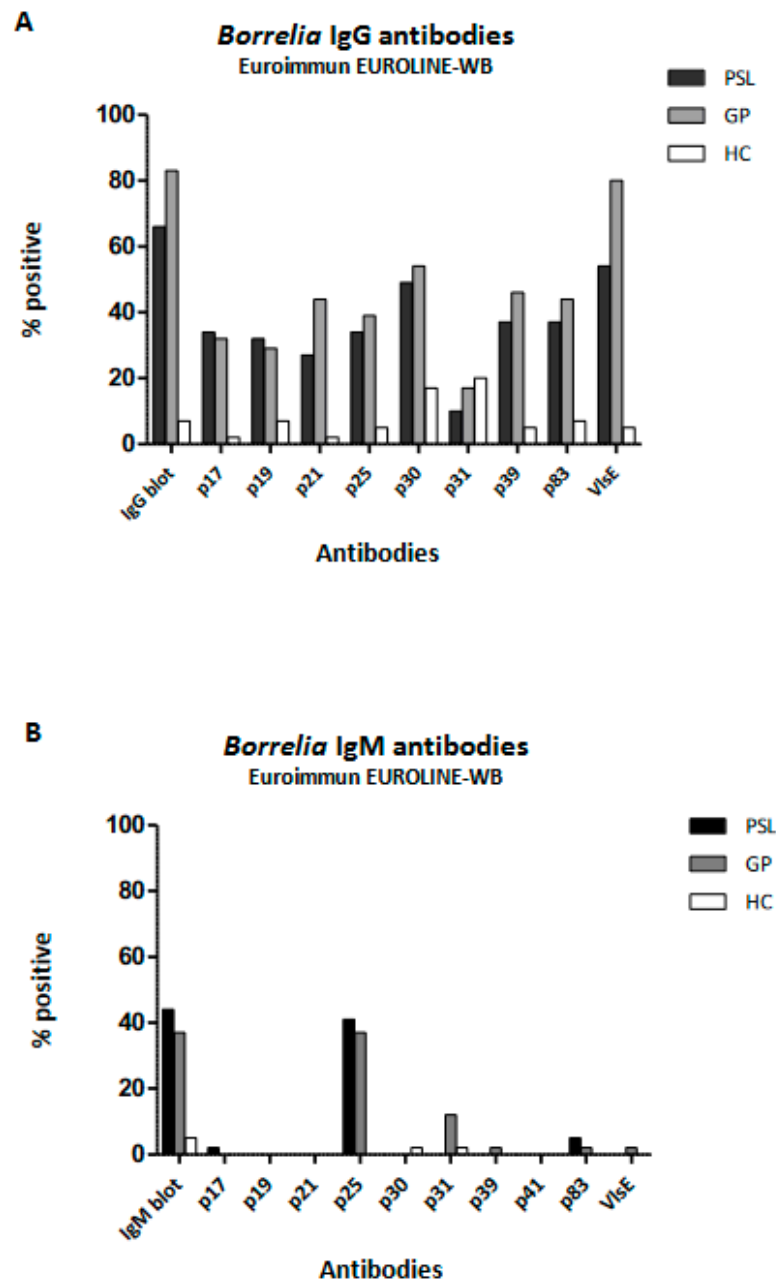 A
Borrelia IgG antibodies
Euroimmun EUROLINE-WB
PSL
GP
HC
100
80
60
40
20
0
% positive
IgG blot
p17
p19
p21
p25
p30
p31
p39
p83
VlsE
Antibodies
B
Borrelia IgM antibodies
Euroimmun EUROLINE-WB
PSL
GP
HC
100
80
60
40
20
0
% positive
IgM blot
p17
p19
p21
p25
p30
p31
p39
p41
p83
VlsE
Antibodies